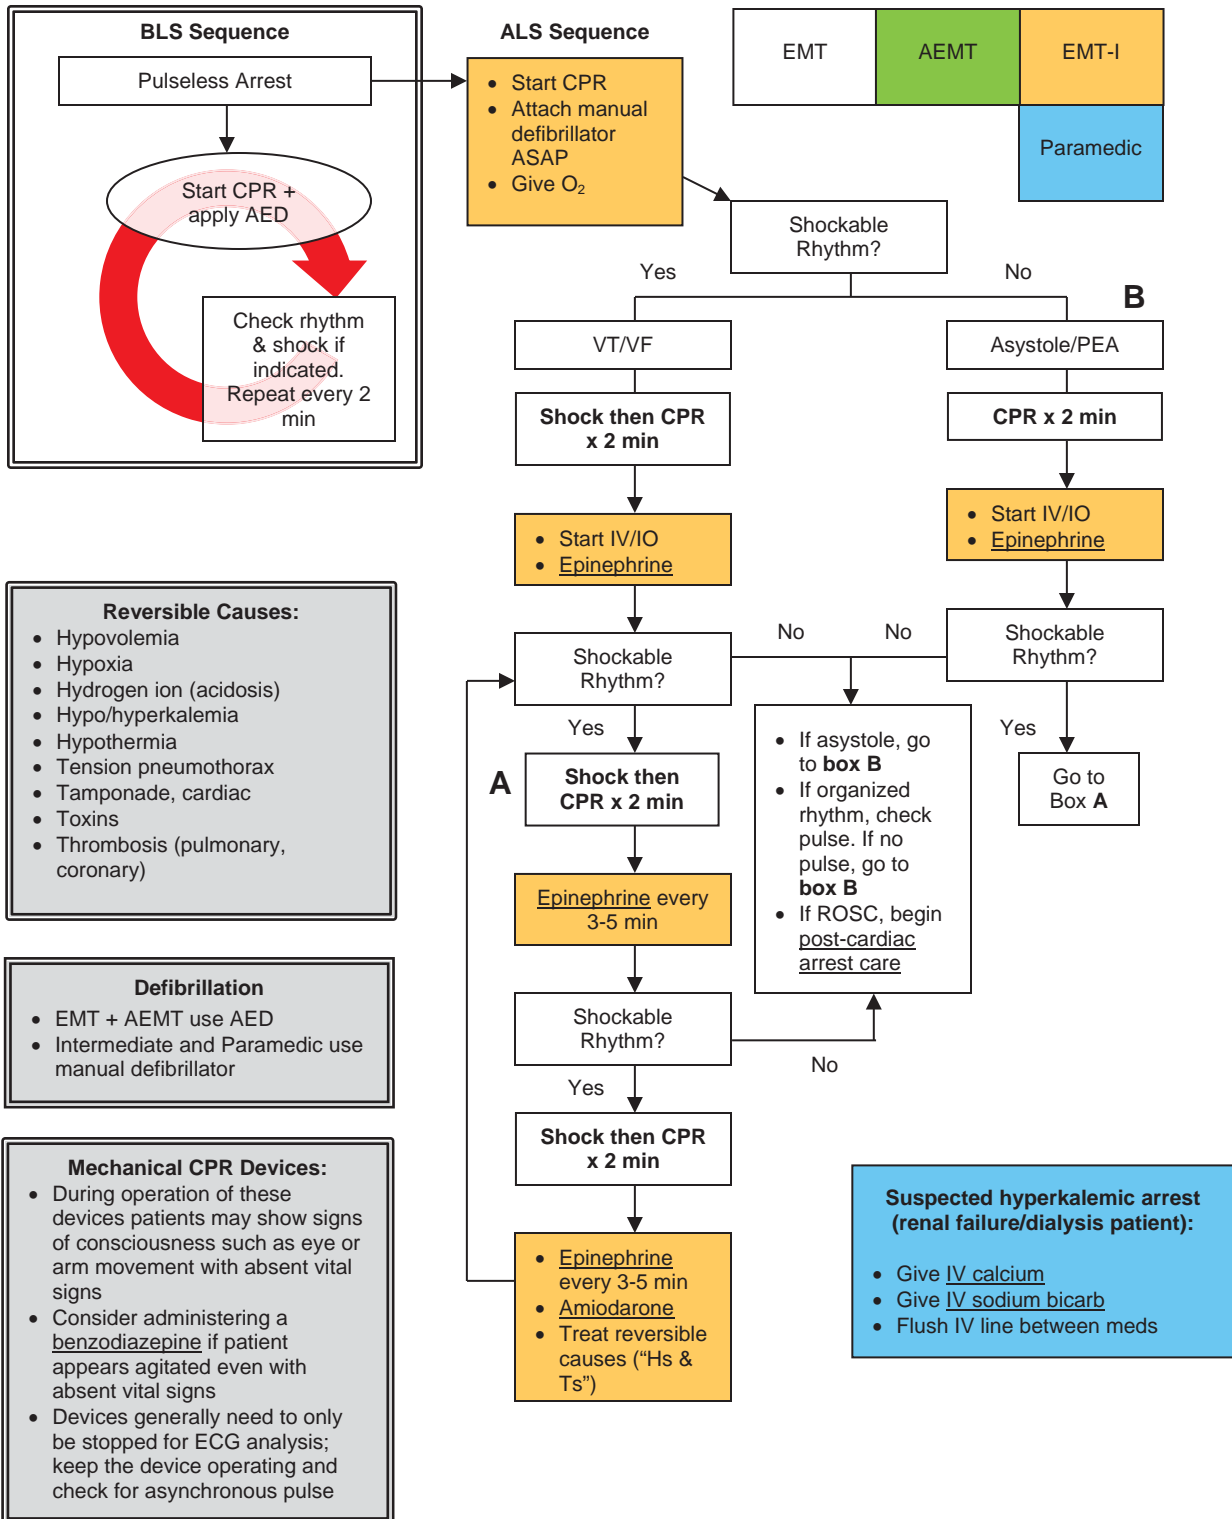 BLS Sequence
Pulseless Arrest
Start CPR +
apply AED
Check rhythm
& shock if
indicated.
Repeat every 2
min
ALS Sequence
• Start CPR
• Attach manual
defibrillator
ASAP
• Give O₂
EMT
AEMT
EMT-I
Paramedic
Shockable
Rhythm?
Yes
No
B
VT/VF
Asystole/PEA
Shock then CPR
x 2 min
CPR x 2 min
• Start IV/IO
• Epinephrine
• Start IV/IO
• Epinephrine
Shockable
Rhythm?
No
No
Shockable
Rhythm?
Yes
Yes
A
Shock then
CPR x 2 min
• If asystole, go
to box B
• If organized
rhythm, check
pulse. If no
pulse, go to
box B
• If ROSC, begin
post-cardiac
arrest care
Go to
Box A
Epinephrine every
3-5 min
Shockable
Rhythm?
No
Yes
Shock then CPR
x 2 min
• Epinephrine
every 3-5 min
• Amiodarone
• Treat reversible
causes (“Hs &
Ts”)
Reversible Causes:
• Hypovolemia
• Hypoxia
• Hydrogen ion (acidosis)
• Hypo/hyperkalemia
• Hypothermia
• Tension pneumothorax
• Tamponade, cardiac
• Toxins
• Thrombosis (pulmonary,
coronary)
Defibrillation
• EMT + AEMT use AED
• Intermediate and Paramedic use
manual defibrillator
Mechanical CPR Devices:
• During operation of these
devices patients may show signs
of consciousness such as eye or
arm movement with absent vital
signs
• Consider administering a
benzodiazepine if patient
appears agitated even with
absent vital signs
• Devices generally need to only
be stopped for ECG analysis;
keep the device operating and
check for asynchronous pulse
Suspected hyperkalemic arrest
(renal failure/dialysis patient):
• Give IV calcium
• Give IV sodium bicarb
• Flush IV line between meds